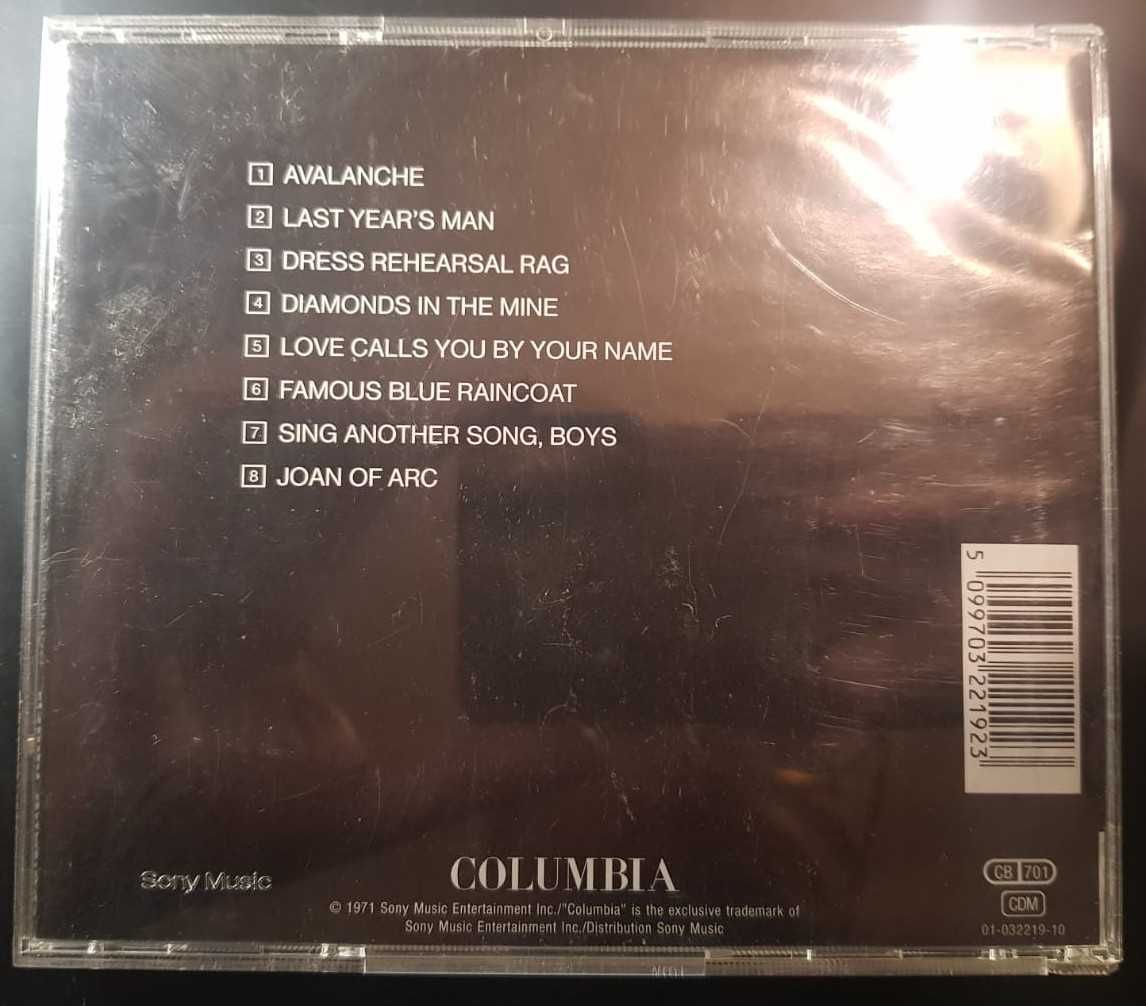 1 AVALANCHE
2 LAST YEAR'S MAN
3 DRESS REHEARSAL RAG
4 DIAMONDS IN THE MINE
5 LOVE CALLS YOU BY YOUR NAME
6 FAMOUS BLUE RAINCOAT
7 SING ANOTHER SONG, BOYS
8 JOAN OF ARC
5 099703 221923
Sony Music
COLUMBIA
© 1971 Sony Music Entertainment Inc./"Columbia" is the exclusive trademark of
Sony Music Entertainment Inc./Distribution Sony Music
CB 701
CDM
01-032219-10